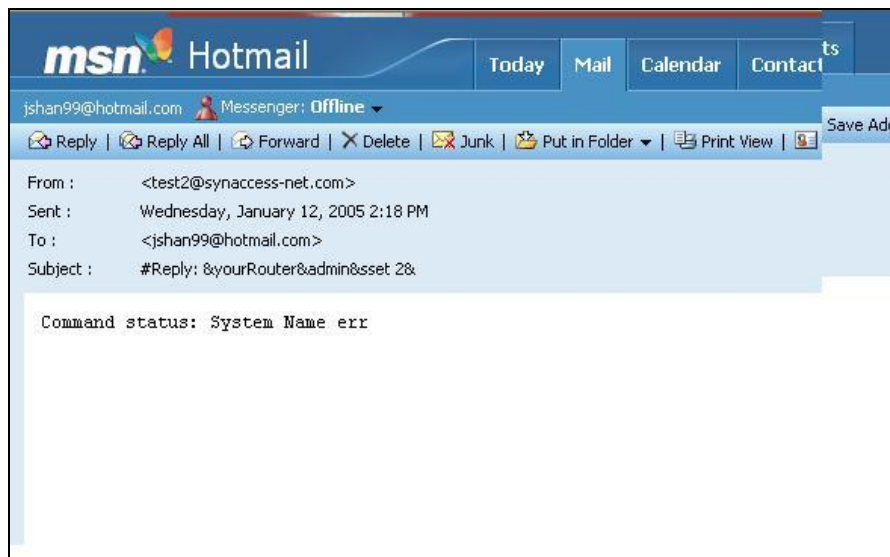 msn Hotmail
Today Mail Calendar Contact ts
jshan99@hotmail.com Messenger: Offline
Reply | Reply All | Forward | Delete | Junk | Put in Folder | Print View | Save Add
From : <test2@synaccess-net.com>
Sent : Wednesday, January 12, 2005 2:18 PM
To : <jshan99@hotmail.com>
Subject : #Reply: &yourRouter&admin&sset 2&
Command status: System Name err